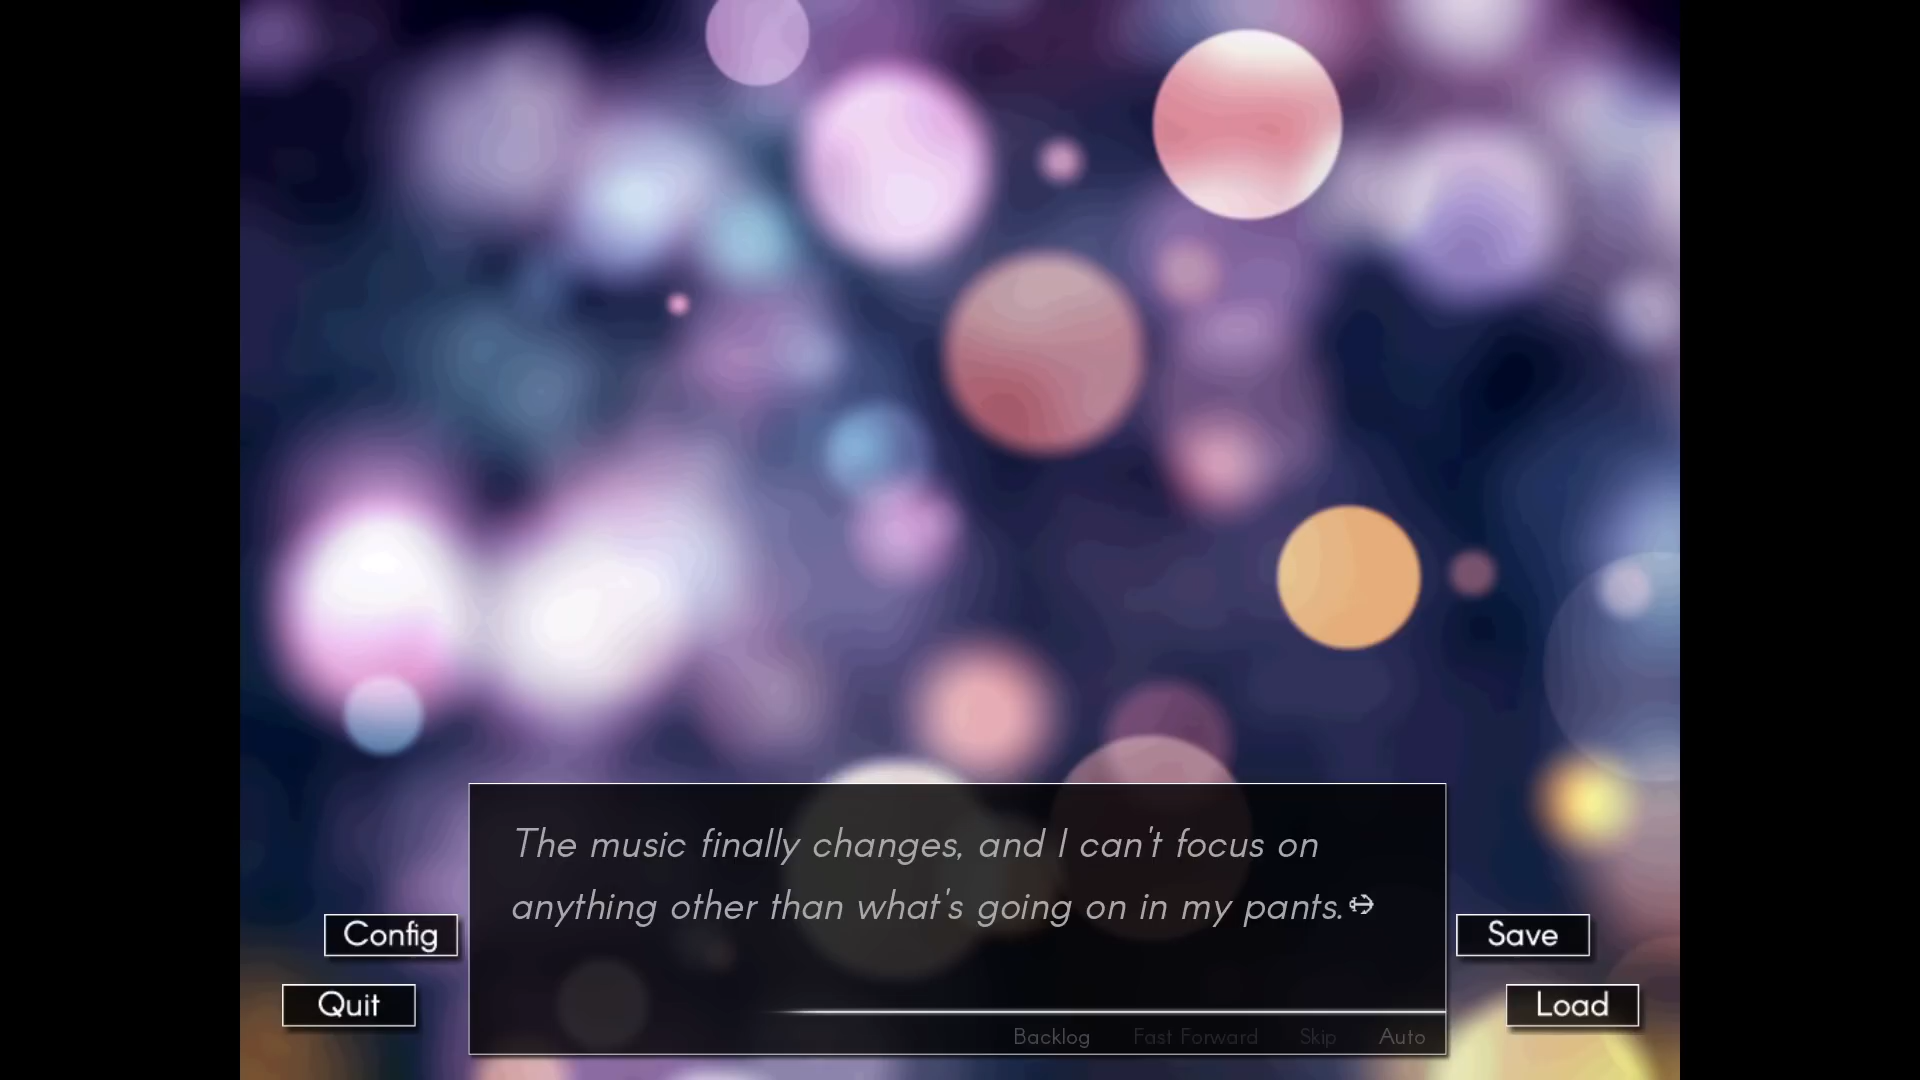 The music finally changes, and I can't focus on
anything other than what's going on in my pants.
Config
Save
Quit
Load
Backlog Fast Forward Skip Auto